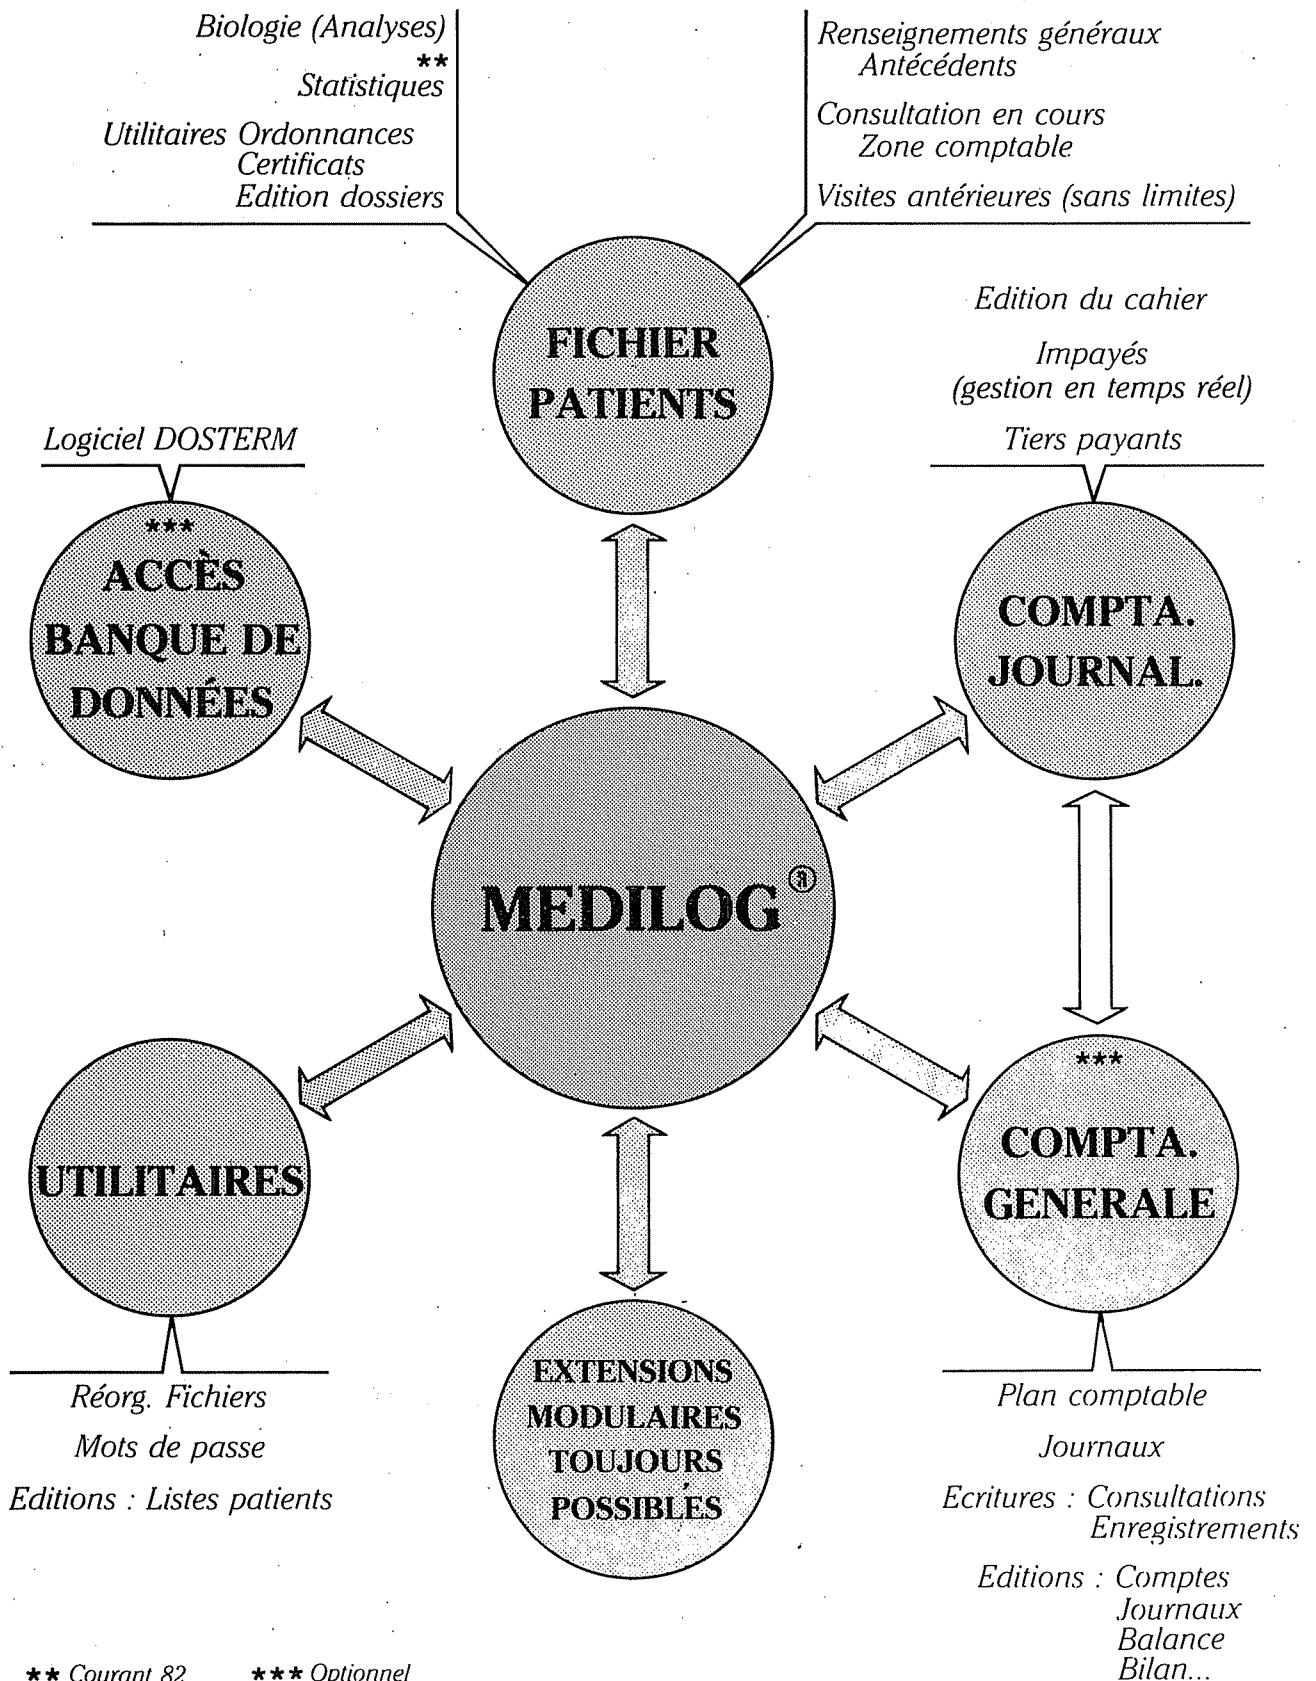 Biologie (Analyses)
**
Statistiques
Utilitaires Ordonnances
Certificats
Edition dossiers
Renseignements généraux
Antécédents
Consultation en cours
Zone comptable
Visites antérieures (sans limites)
FICHIER
PATIENTS
Edition du cahier
Impayés
(gestion en temps réel)
Tiers payants
Logiciel DOSTERM
***
ACCÈS
BANQUE DE
DONNÉES
COMPTA.
JOURNAL.
MEDILOG ®
UTILITAIRES
***
COMPTA.
GENERALE
EXTENSIONS
MODULAIRES
TOUJOURS
POSSIBLES
Réorg. Fichiers
Mots de passe
Editions : Listes patients
Plan comptable
Journaux
Ecritures : Consultations
Enregistrements
Editions : Comptes
Journaux
Balance
Bilan...
** Courant 82 *** Optionnel